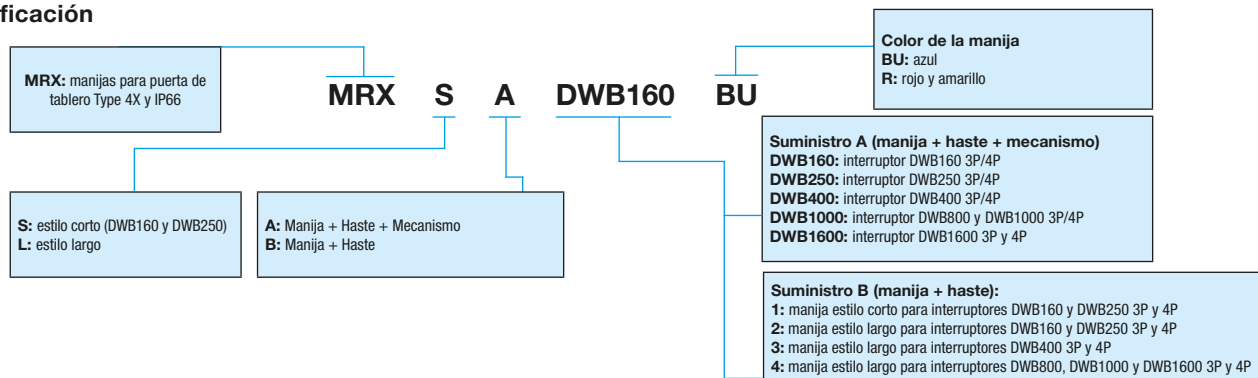 ficación
MRX: manijas para puerta de
tablero Type 4X y IP66
MRX S A DWB160 BU
Color de la manija
BU: azul
R: rojo y amarillo
S: estilo corto (DWB160 y DWB250)
L: estilo largo
A: Manija + Haste + Mecanismo
B: Manija + Haste
Suministro A (manija + haste + mecanismo)
DWB160: interruptor DWB160 3P/4P
DWB250: interruptor DWB250 3P/4P
DWB400: interruptor DWB400 3P/4P
DWB1000: interruptor DWB800 y DWB1000 3P/4P
DWB1600: interruptor DWB1600 3P y 4P
Suministro B (manija + haste):
1: manija estilo corto para interruptores DWB160 y DWB250 3P y 4P
2: manija estilo largo para interruptores DWB160 y DWB250 3P y 4P
3: manija estilo largo para interruptores DWB400 3P y 4P
4: manija estilo largo para interruptores DWB800, DWB1000 y DWB1600 3P y 4P